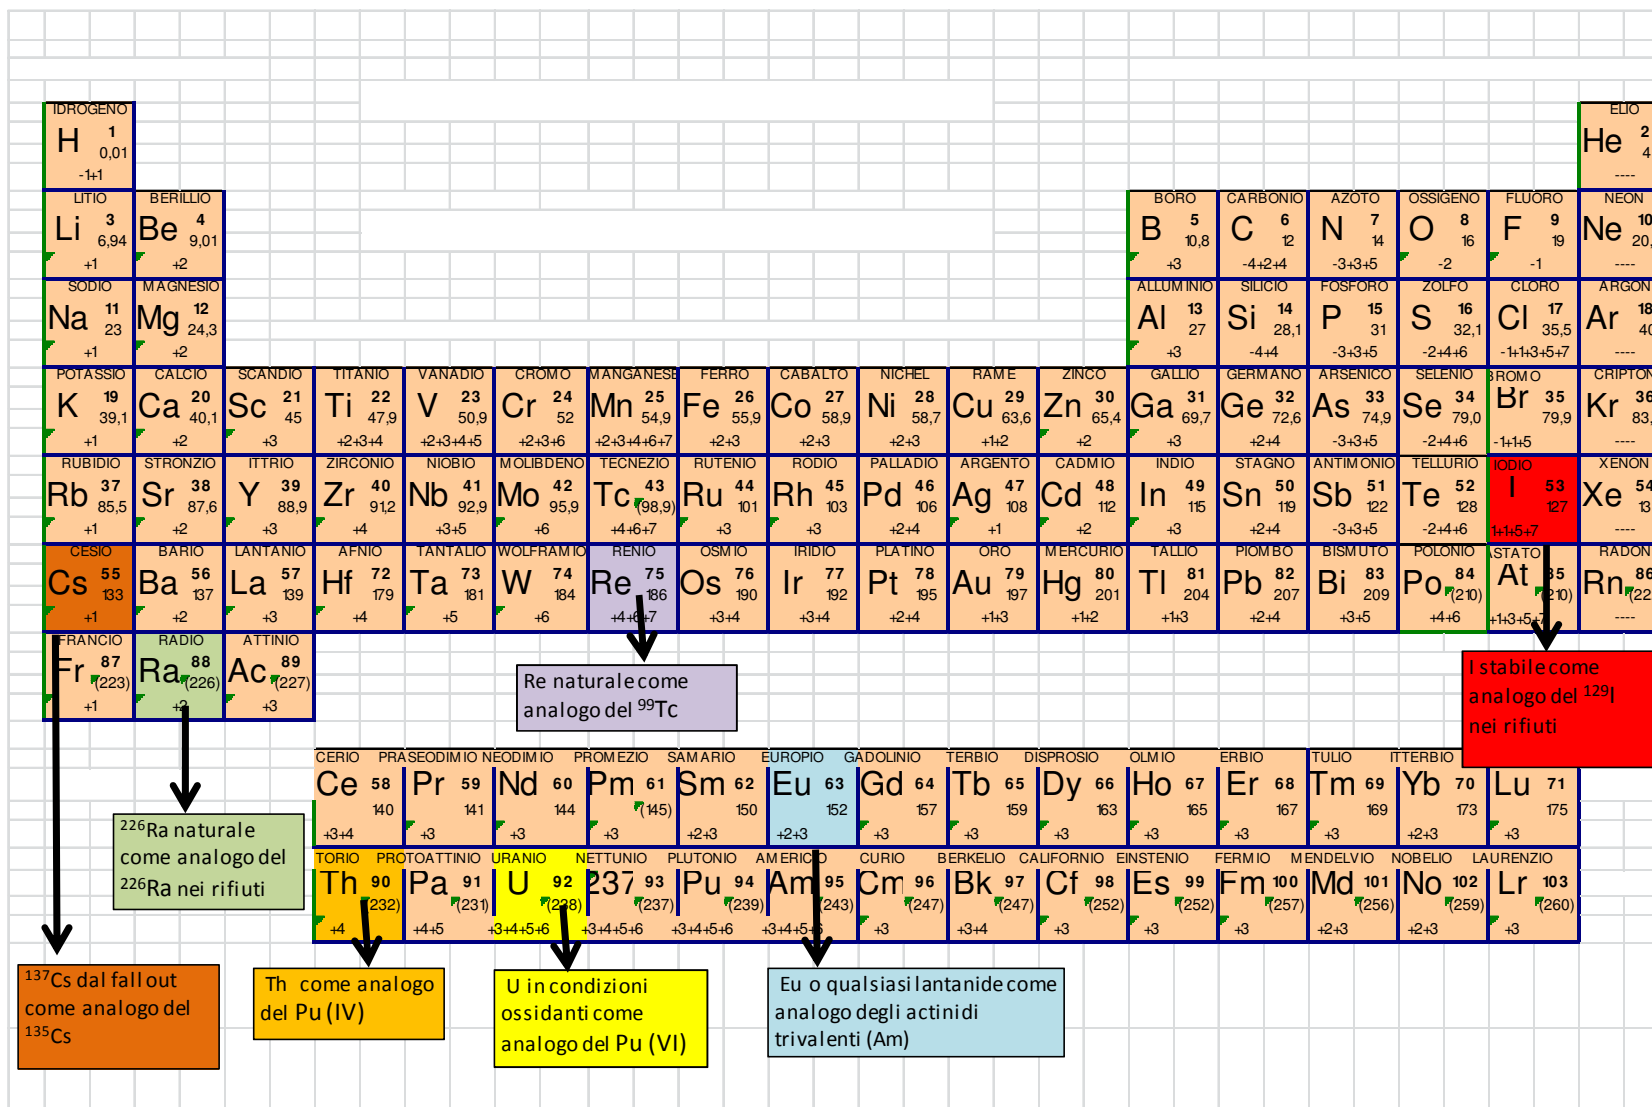 IDROGENO ELIO
H 1 He 2
0,01 4
-1+1 ----
LITIO BERILLIO BORO CARBONIO AZOTO OSSIGENO FLUORO NEON
Li 3 Be 4 B 5 C 6 N 7 O 8 F 9 Ne 10
6,94 9,01 10,8 12 14 16 19 20,
+1 +2 +3 -4+2+4 -3+3+5 -2 -1 ----
SODIO MAGNESIO ALLUMINIO SILICIO FOSFORO ZOLFO CLORO ARGON
Na 11 Mg 12 Al 13 Si 14 P 15 S 16 Cl 17 Ar 18
23 24,3 27 28,1 31 32,1 35,5 40
+1 +2 +3 -4+4 -3+3+5 -2+4+6 -1+1+3+5+7 ----
POTASSIO CALCIO SCANDIO TITANIO VANADIO CROMO MANGANESE FERRO CABALTO NICHEL RAME ZINCO GALLIO GERMANO ARSENICO SELENIO BROMO CRIPTON
K 19 Ca 20 Sc 21 Ti 22 V 23 Cr 24 Mn 25 Fe 26 Co 27 Ni 28 Cu 29 Zn 30 Ga 31 Ge 32 As 33 Se 34 Br 35 Kr 36
39,1 40,1 45 47,9 50,9 52 54,9 55,9 58,9 58,7 63,6 65,4 69,7 72,6 74,9 79,0 79,9 83,
+1 +2 +3 +2+3+4 +2+3+4+5 +2+3+6 +2+3+4+6+7 +2+3 +2+3 +2+3 +1+2 +2 +3 +2+4 -3+3+5 -2+4+6 -1+1+5 ----
RUBIDIO STRONZIO ITTRIO ZIRCONIO NIOBIO MOLIBDENO TECNEZIO RUTENIO RODIO PALLADIO ARGENTO CADMIO INDIO STAGNO ANTIMONIO TELLURIO IODIO XENON
Rb 37 Sr 38 Y 39 Zr 40 Nb 41 Mo 42 Tc 43 Ru 44 Rh 45 Pd 46 Ag 47 Cd 48 In 49 Sn 50 Sb 51 Te 52 I 53 Xe 54
85,5 87,6 88,9 91,2 92,9 95,9 (98,9) 101 103 106 108 112 115 119 122 128 127 13
+1 +2 +3 +4 +3+5 +6 +4+6+7 +3 +3 +2+4 +1 +2 +3 +2+4 -3+3+5 -2+4+6 1+1+5+7 ----
CESIO BARIO LANTANIO AFNIO TANTALIO WOLFRAMIO RENIO OSMIO IRIDIO PLATINO ORO MERCURIO TALLIO PIOMBO BISMUTO POLONIO ASTATO RADON
Cs 55 Ba 56 La 57 Hf 72 Ta 73 W 74 Re 75 Os 76 Ir 77 Pt 78 Au 79 Hg 80 Tl 81 Pb 82 Bi 83 Po 84 At 85 Rn 86
133 137 139 179 181 184 186 190 192 195 197 201 204 207 209 (210) (210) (22
+1 +2 +3 +4 +5 +6 +4+6+7 +3+4 +3+4 +2+4 +1+3 +1+2 +1+3 +2+4 +3+5 +4+6 +1+3+5+7 ----
FRANCIO RADIO ATTINIO
Fr 87 Ra 88 Ac 89
(223) (226) (227)
+1 +2 +3
Re naturale come
analogo del ⁹⁹Tc
I stabile come
analogo del ¹²⁹I
nei rifiuti
CERIO PRASEODIMIO NEODIMIO PROMEZIO SAMARIO EUROPIO GADOLINIO TERBIO DISPROSIO OLMIO ERBIO TULIO ITTERBIO
Ce 58 Pr 59 Nd 60 Pm 61 Sm 62 Eu 63 Gd 64 Tb 65 Dy 66 Ho 67 Er 68 Tm 69 Yb 70 Lu 71
140 141 144 (145) 150 152 157 159 163 165 167 169 173 175
+3+4 +3 +3 +3 +2+3 +2+3 +3 +3 +3 +3 +3 +3 +2+3 +3
TORIO PROTOATTINIO URANIO NETTUNIO PLUTONIO AMERICIO CURIO BERKELIO CALIFORNIO EINSTENIO FERMIO MENDELVIO NOBELIO LAURENZIO
Th 90 Pa 91 U 92 237 93 Pu 94 Am 95 Cm 96 Bk 97 Cf 98 Es 99 Fm 100 Md 101 No 102 Lr 103
(232) (231) (238) (237) (239) (243) (247) (247) (252) (252) (257) (256) (259) (260)
+4 +4+5 +3+4+5+6 +3+4+5+6 +3+4+5+6 +3+4+5+6 +3 +3+4 +3 +3 +3 +2+3 +2+3 +3
²²⁶Ra naturale
come analogo del
²²⁶Ra nei rifiuti
¹³⁷Cs dal fall out
come analogo del
¹³⁵Cs
Th come analogo
del Pu (IV)
U in condizioni
ossidanti come
analogo del Pu (VI)
Eu o qualsiasi lantanide come
analogo degli actinidi
trivalenti (Am)